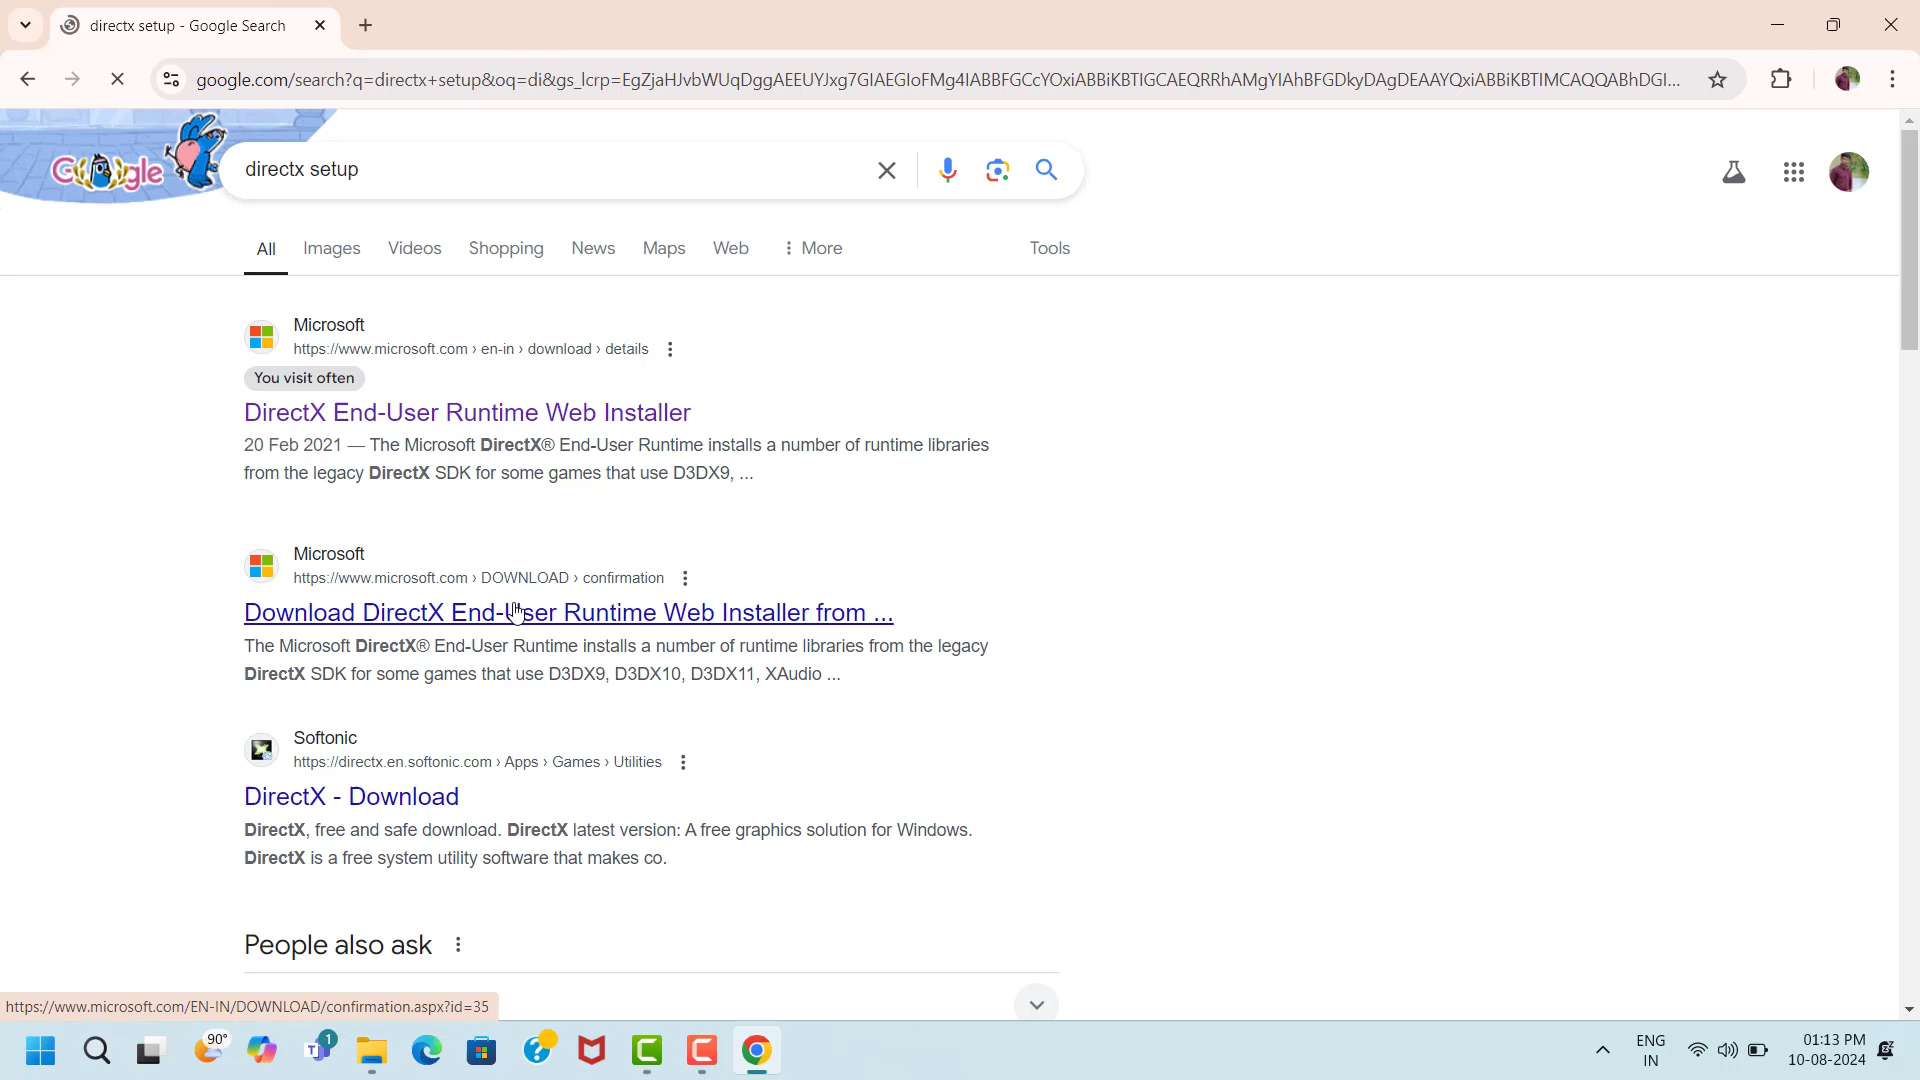 directx setup - Google Search
google.com/search?q=directx+setup&oq=di&gs_lcrp=EgZjaHJvbWUqDggAEEUYJxg7GIAEGIoFMg4IABBFGCcYOxiABBiKBTIGCAEQRRhAMgYIAhBFGDkyDAgDEAAYQxiABBiKBTIMCAQQABhDGI...
Google
directx setup
All Images Videos Shopping News Maps Web More Tools
Microsoft
https://www.microsoft.com › en-in › download › details
You visit often
DirectX End-User Runtime Web Installer
20 Feb 2021 — The Microsoft DirectX® End-User Runtime installs a number of runtime libraries
from the legacy DirectX SDK for some games that use D3DX9, ...
Microsoft
https://www.microsoft.com › DOWNLOAD › confirmation
Download DirectX End-User Runtime Web Installer from ...
The Microsoft DirectX® End-User Runtime installs a number of runtime libraries from the legacy
DirectX SDK for some games that use D3DX9, D3DX10, D3DX11, XAudio ...
Softonic
https://directx.en.softonic.com › Apps › Games › Utilities
DirectX - Download
DirectX, free and safe download. DirectX latest version: A free graphics solution for Windows.
DirectX is a free system utility software that makes co.
People also ask
https://www.microsoft.com/EN-IN/DOWNLOAD/confirmation.aspx?id=35
90°
1
ENG
IN
01:13 PM
10-08-2024